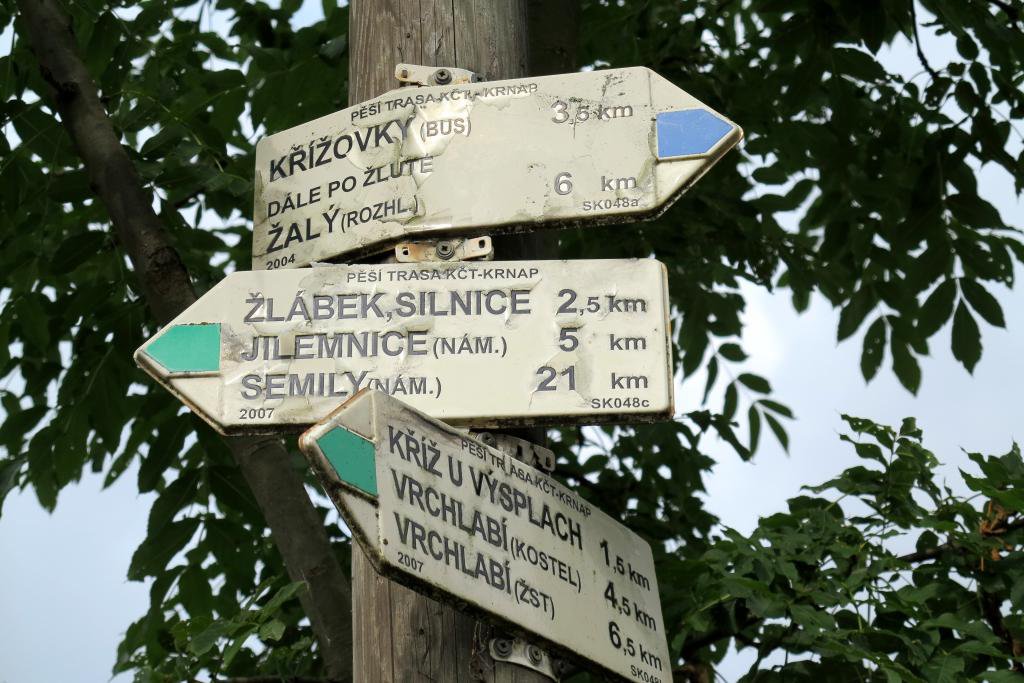 PĚŠÍ TRASA KČT - KRNAP
KŘÍŽOVKY (BUS) 3,5 km
DÁLE PO ŽLUTÉ
ŽALÝ (ROZHL.) 6 km
2004 SK048a
PĚŠÍ TRASA KČT-KRNAP
ŽLÁBEK, SILNICE 2,5 km
JILEMNICE (NÁM.) 5 km
SEMILY (NÁM.) 21 km
2007 SK048c
PĚŠÍ TRASA KČT-KRNAP
KŘÍŽ U VÝSPLACH 1,5 km
VRCHLABÍ (KOSTEL) 4,5 km
VRCHLABÍ (ŽST) 6,5 km
2007